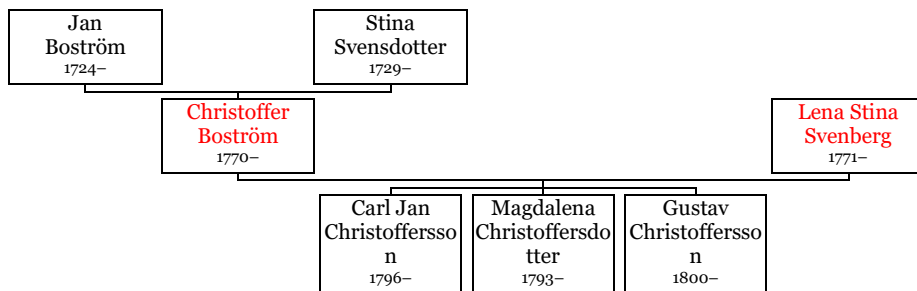 Jan
Boström
1724–
Stina
Svensdotter
1729–
Christoffer
Boström
1770–
Lena Stina
Svenberg
1771–
Carl Jan
Christofferssо
n
1796–
Magdalena
Christoffersdo
tter
1793–
Gustav
Christoffersso
n
1800–